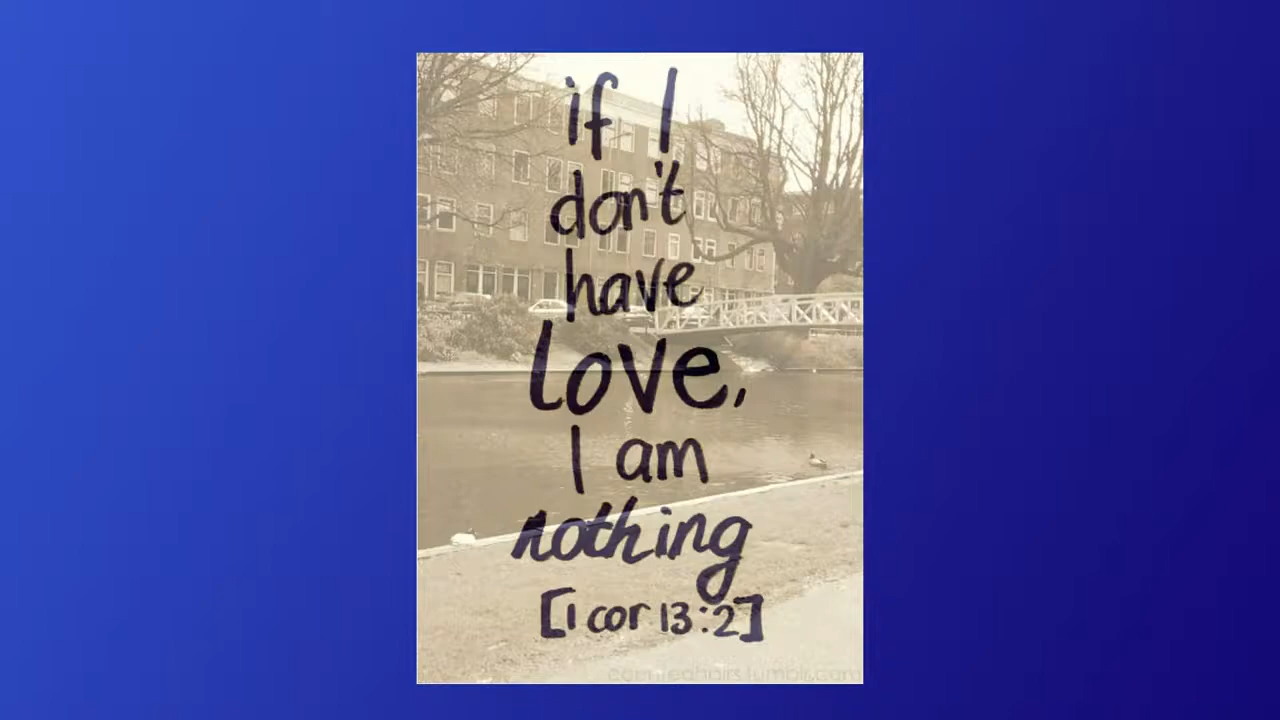 if I
don't
have
love,
I am
nothing
[1 cor 13:2]